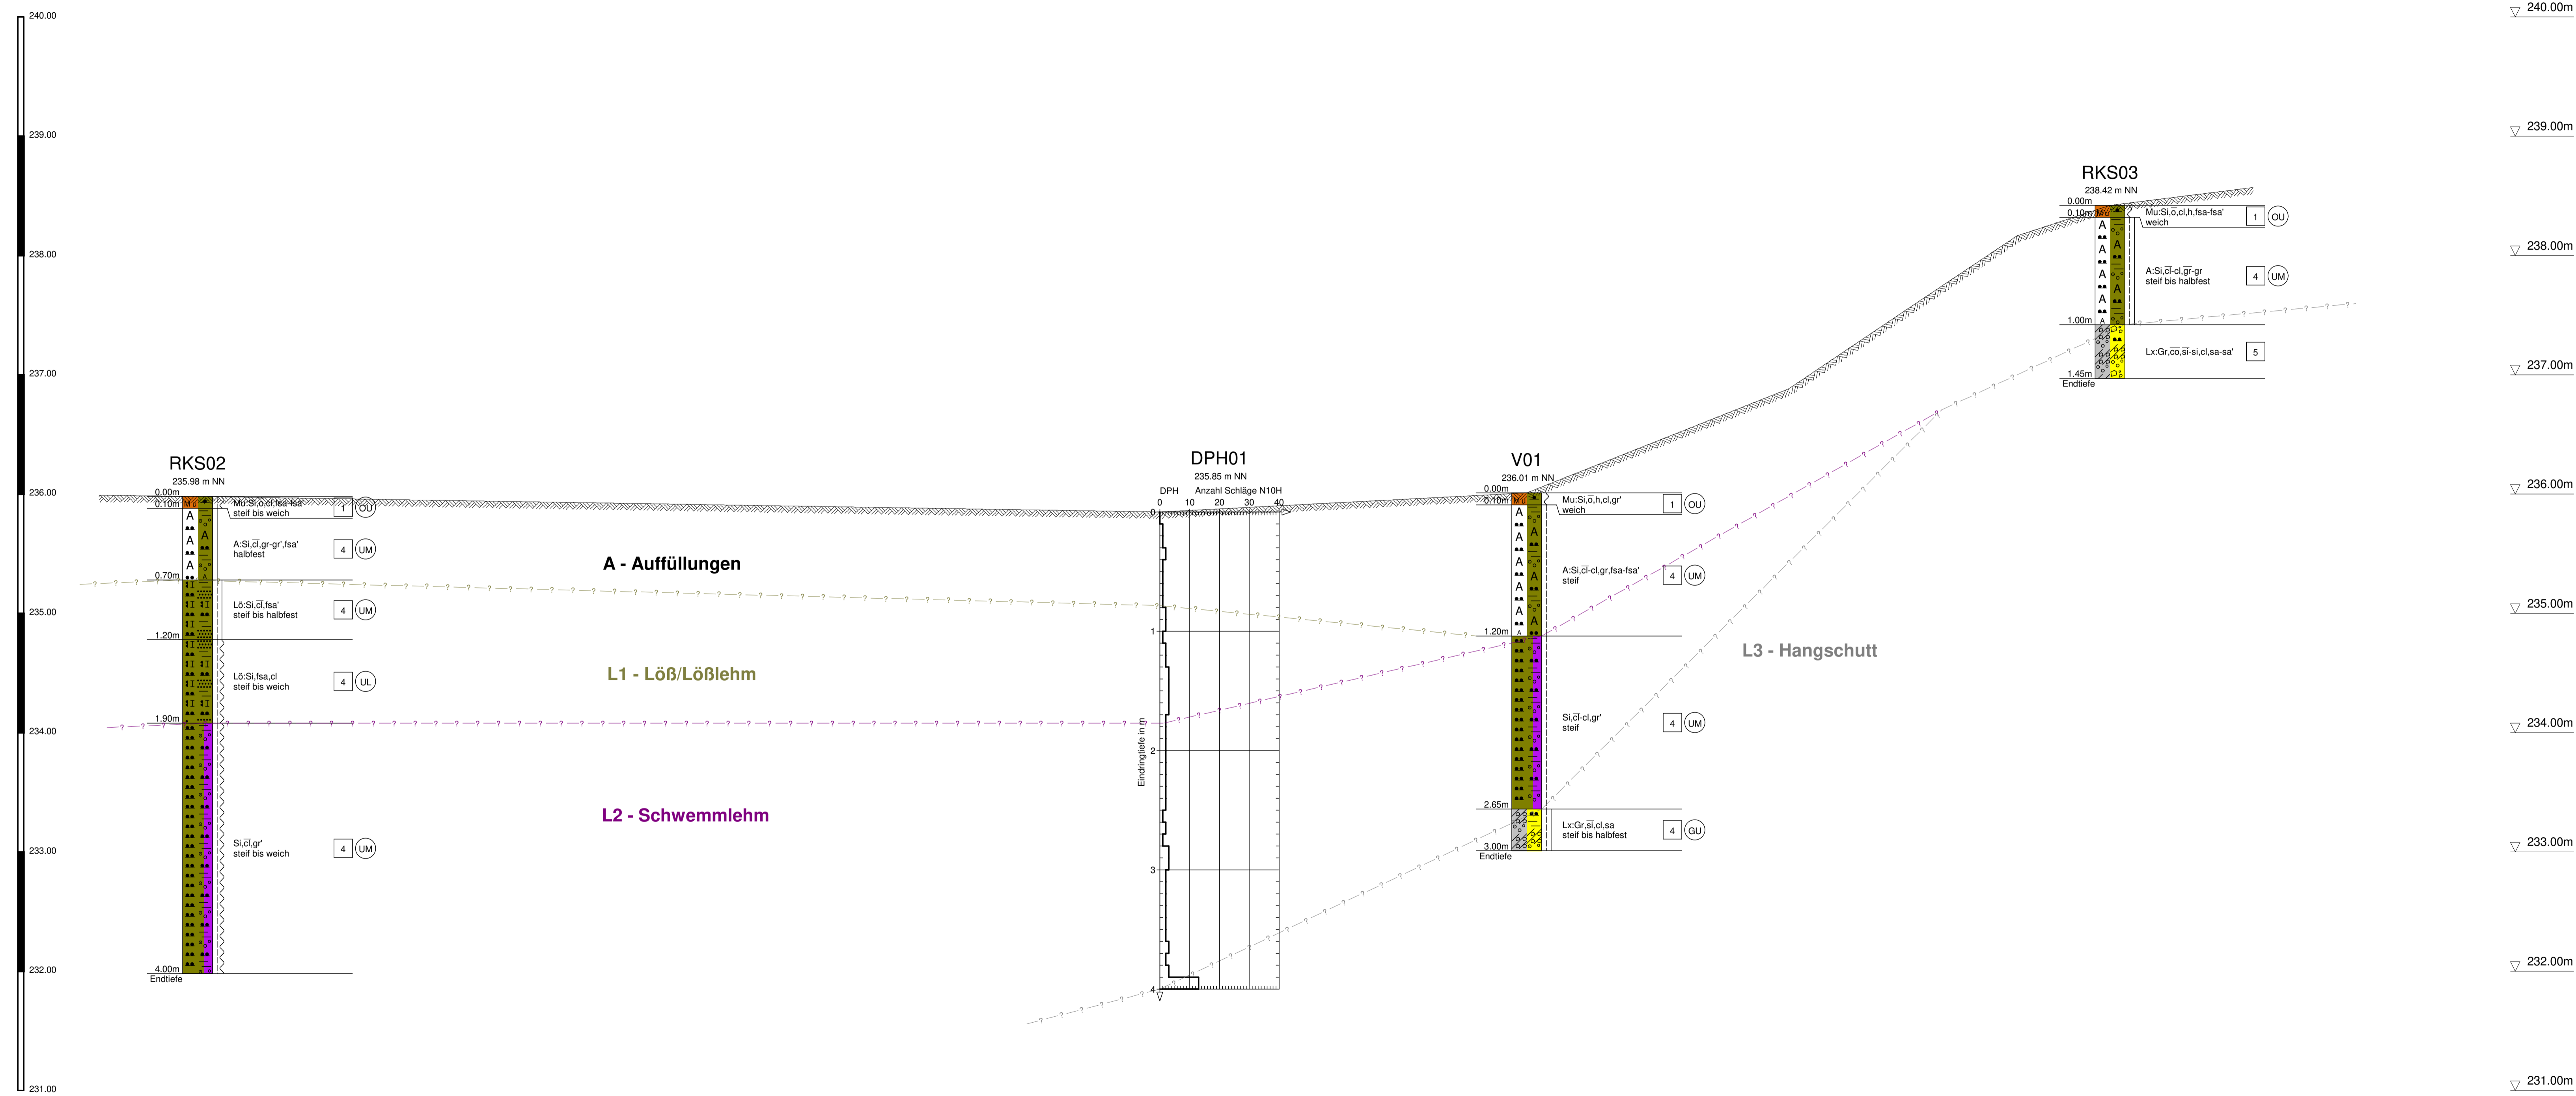 240.00
239.00
238.00
237.00
236.00
235.00
234.00
233.00
232.00
231.00
RKS02
235.98 m NN
0.00m
0.10m
Mu
Mu:Si,o,cl,fsa-fsa'
steif bis weich
1 OU
A
A
A
A
A
A:Si,c̅l̅,gr-gr',fsa'
halbfest
4 UM
0.70m
Lö:Si,c̅l̅,fsa'
steif bis halbfest
4 UM
1.20m
Lö:Si,fsa,cl
steif bis weich
4 UL
1.90m
Si,c̅l̅,gr'
steif bis weich
4 UM
4.00m
Endtiefe
A - Auffüllungen
L1 - Löß/Lößlehm
L2 - Schwemmlehm
DPH01
235.85 m NN
DPH Anzahl Schläge N10H
0 10 20 30 40
0
1
2
3
4
Eindringtiefe in m
V01
236.01 m NN
0.00m
0.10m
Mu
Mu:Si,o̅,h,cl,gr'
weich
1 OU
A
A
A
A
A
A
A
A
A
A:Si,c̅l̅-cl,gr,fsa-fsa'
steif
4 UM
1.20m
Si,c̅l̅-cl,gr'
steif
4 UM
2.65m
Lx:Gr,s̅i̅,cl,sa
steif bis halbfest
4 GU
3.00m
Endtiefe
L3 - Hangschutt
RKS03
238.42 m NN
0.00m
0.10m
Mu
Mu:Si,o̅,cl,h,fsa-fsa'
weich
1 OU
A
A
A
A
A
A
A
A:Si,c̅l̅-cl,g̅r̅-gr
steif bis halbfest
4 UM
1.00m
Lx:Gr,c̅o̅,s̅i̅-si,cl,sa-sa'
5
1.45m
Endtiefe
240.00m
239.00m
238.00m
237.00m
236.00m
235.00m
234.00m
233.00m
232.00m
231.00m